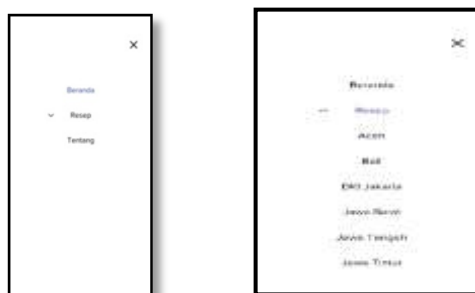 ×
Beranda
Resep
Tentang
×
Beranda
Resep
Aceh
Bali
DKI Jakarta
Jawa Barat
Jawa Tengah
Jawa Timur